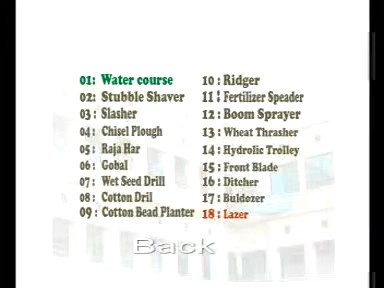 01: Water course
02: Stubble Shaver
03: Slasher
04: Chisel Plough
05: Raja Har
06: Gobal
07: Wet Seed Drill
08: Cotton Dril
09: Cotton Bead Planter
10: Ridger
11: Fertilizer Speader
12: Boom Sprayer
13: Wheat Thrasher
14: Hydrolic Trolley
15: Front Blade
16: Ditcher
17: Buldozer
18: Lazer
Back